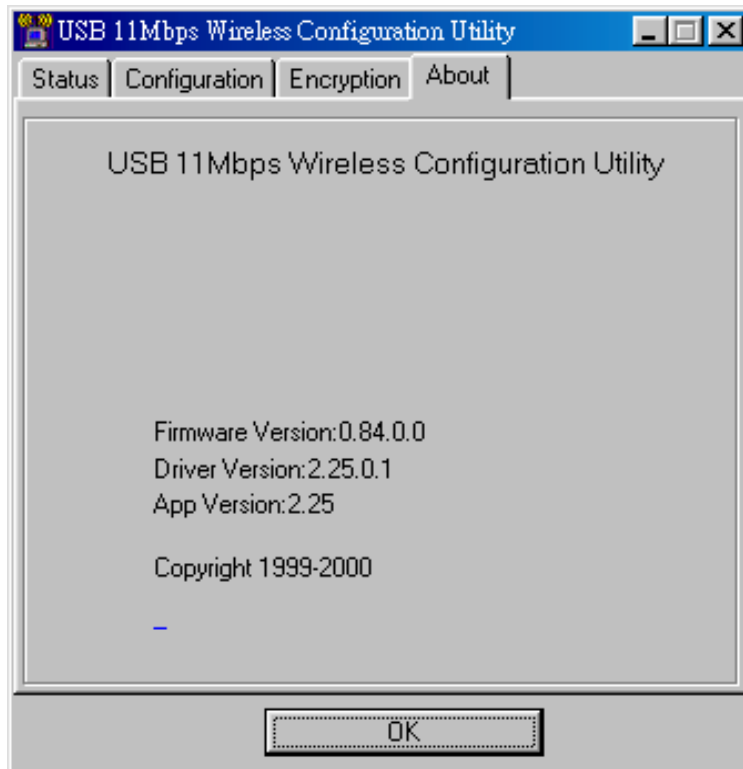 USB 11Mbps Wireless Configuration Utility
Status Configuration Encryption About
USB 11Mbps Wireless Configuration Utility
Firmware Version:0.84.0.0
Driver Version:2.25.0.1
App Version:2.25
Copyright 1999-2000
OK